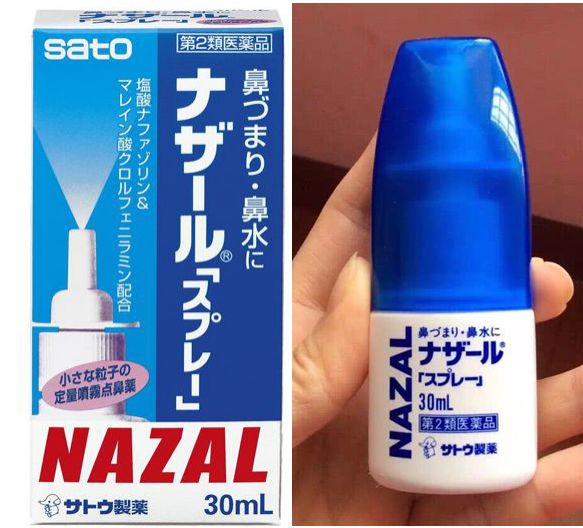 sato
第2類医薬品
鼻づまり・鼻水に
ナザール®「スプレー」
塩酸ナファゾリン&
マレイン酸クロルフェニラミン配合
小さな粒子の
定量噴霧点鼻薬
NAZAL
サトウ製薬
30mL
NAZAL
鼻づまり・鼻水に
ナザール®
「スプレー」
30mL
第2類医薬品
サトウ製薬